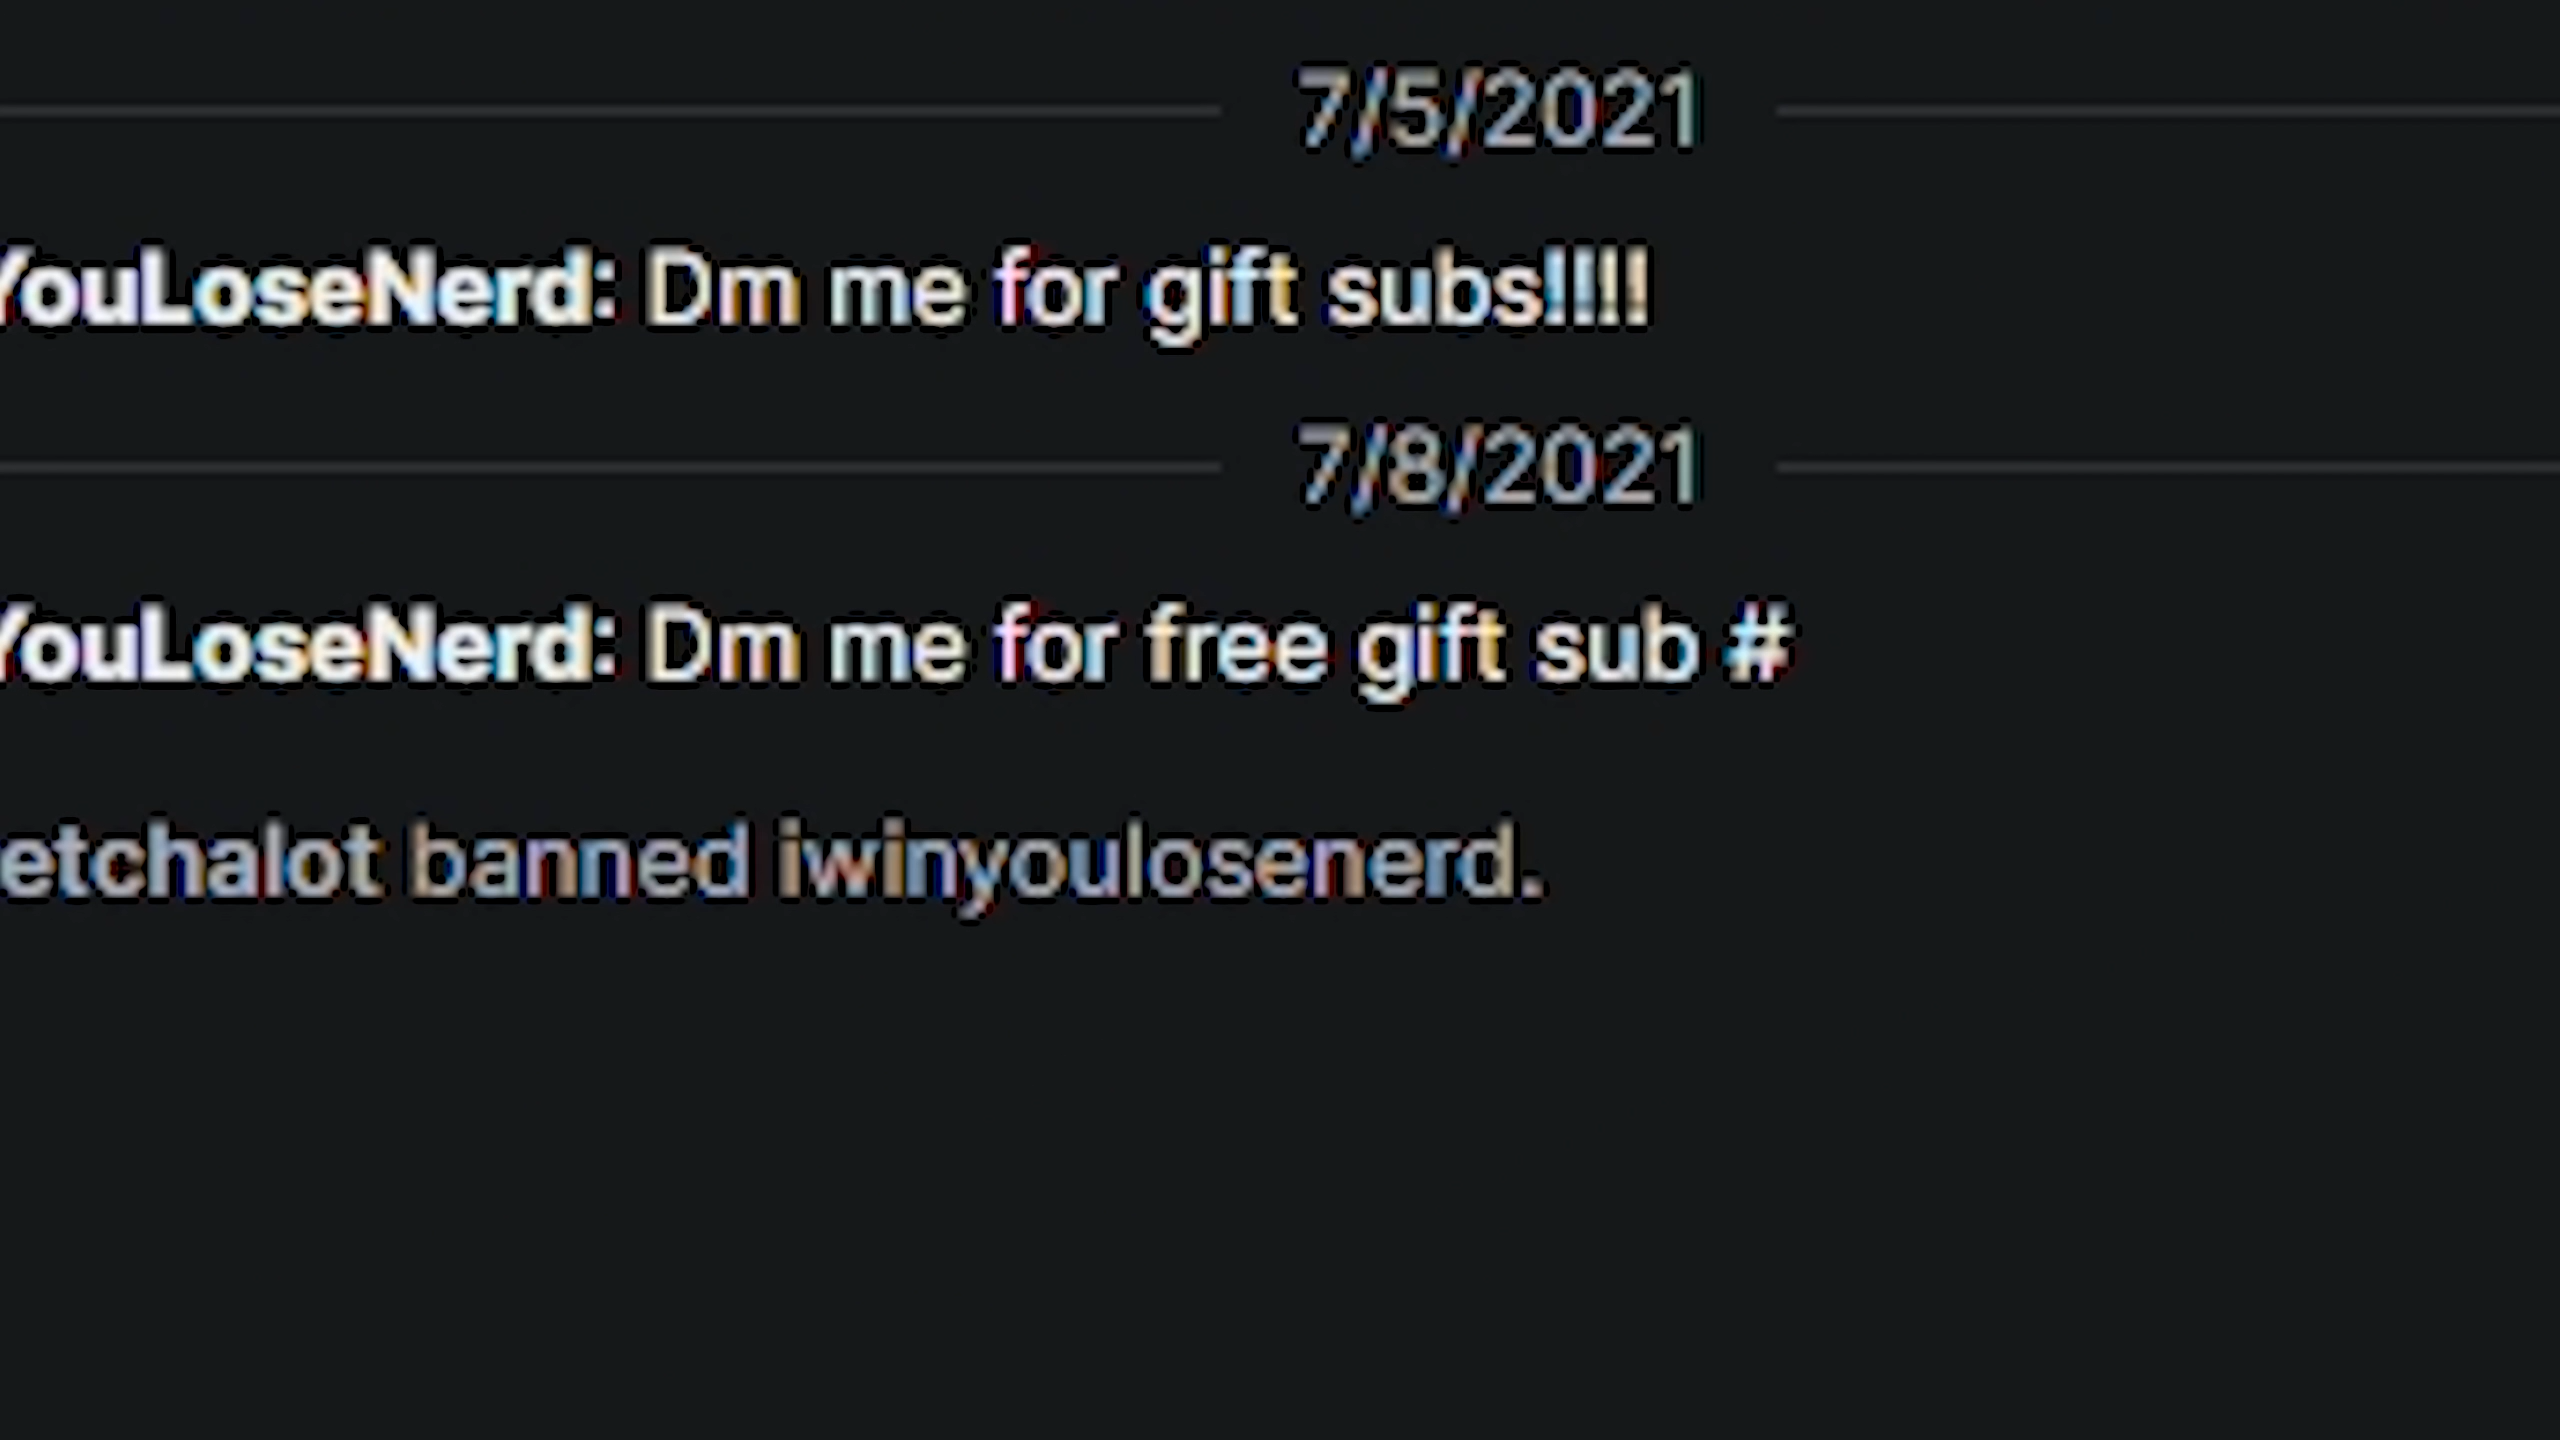 7/5/2021
YouLoseNerd: Dm me for gift subs!!!!
7/8/2021
YouLoseNerd: Dm me for free gift sub #
etchalot banned iwinyoulosenerd.